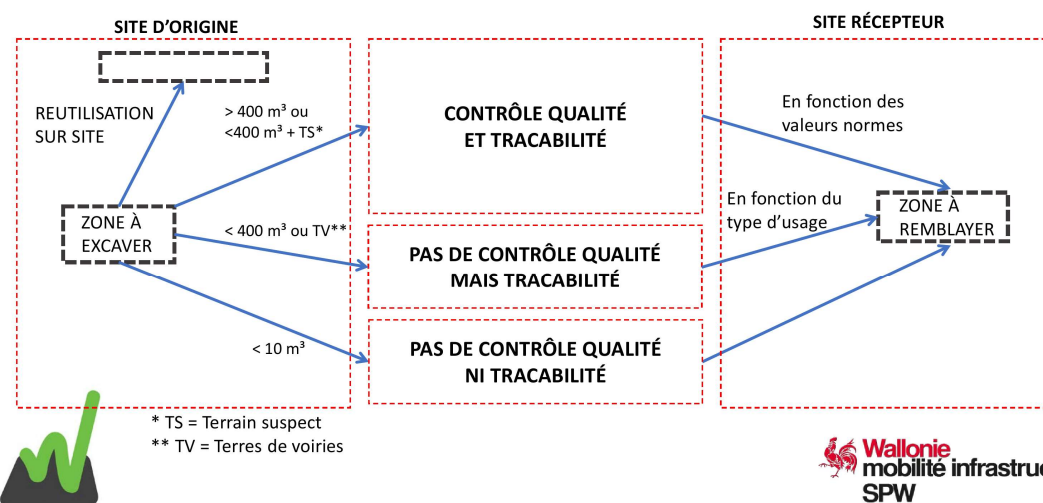 SITE D’ORIGINE
SITE RÉCEPTEUR
REUTILISATION
SUR SITE
> 400 m³ ou
<400 m³ + TS*
CONTRÔLE QUALITÉ
ET TRACABILITÉ
En fonction des
valeurs normes
ZONE À
EXCAVER
< 400 m³ ou TV**
PAS DE CONTRÔLE QUALITÉ
MAIS TRACABILITÉ
En fonction du
type d’usage
ZONE À
REMBLAYER
< 10 m³
PAS DE CONTRÔLE QUALITÉ
NI TRACABILITÉ
* TS = Terrain suspect
** TV = Terres de voiries
Wallonie
mobilité infrastruc
SPW